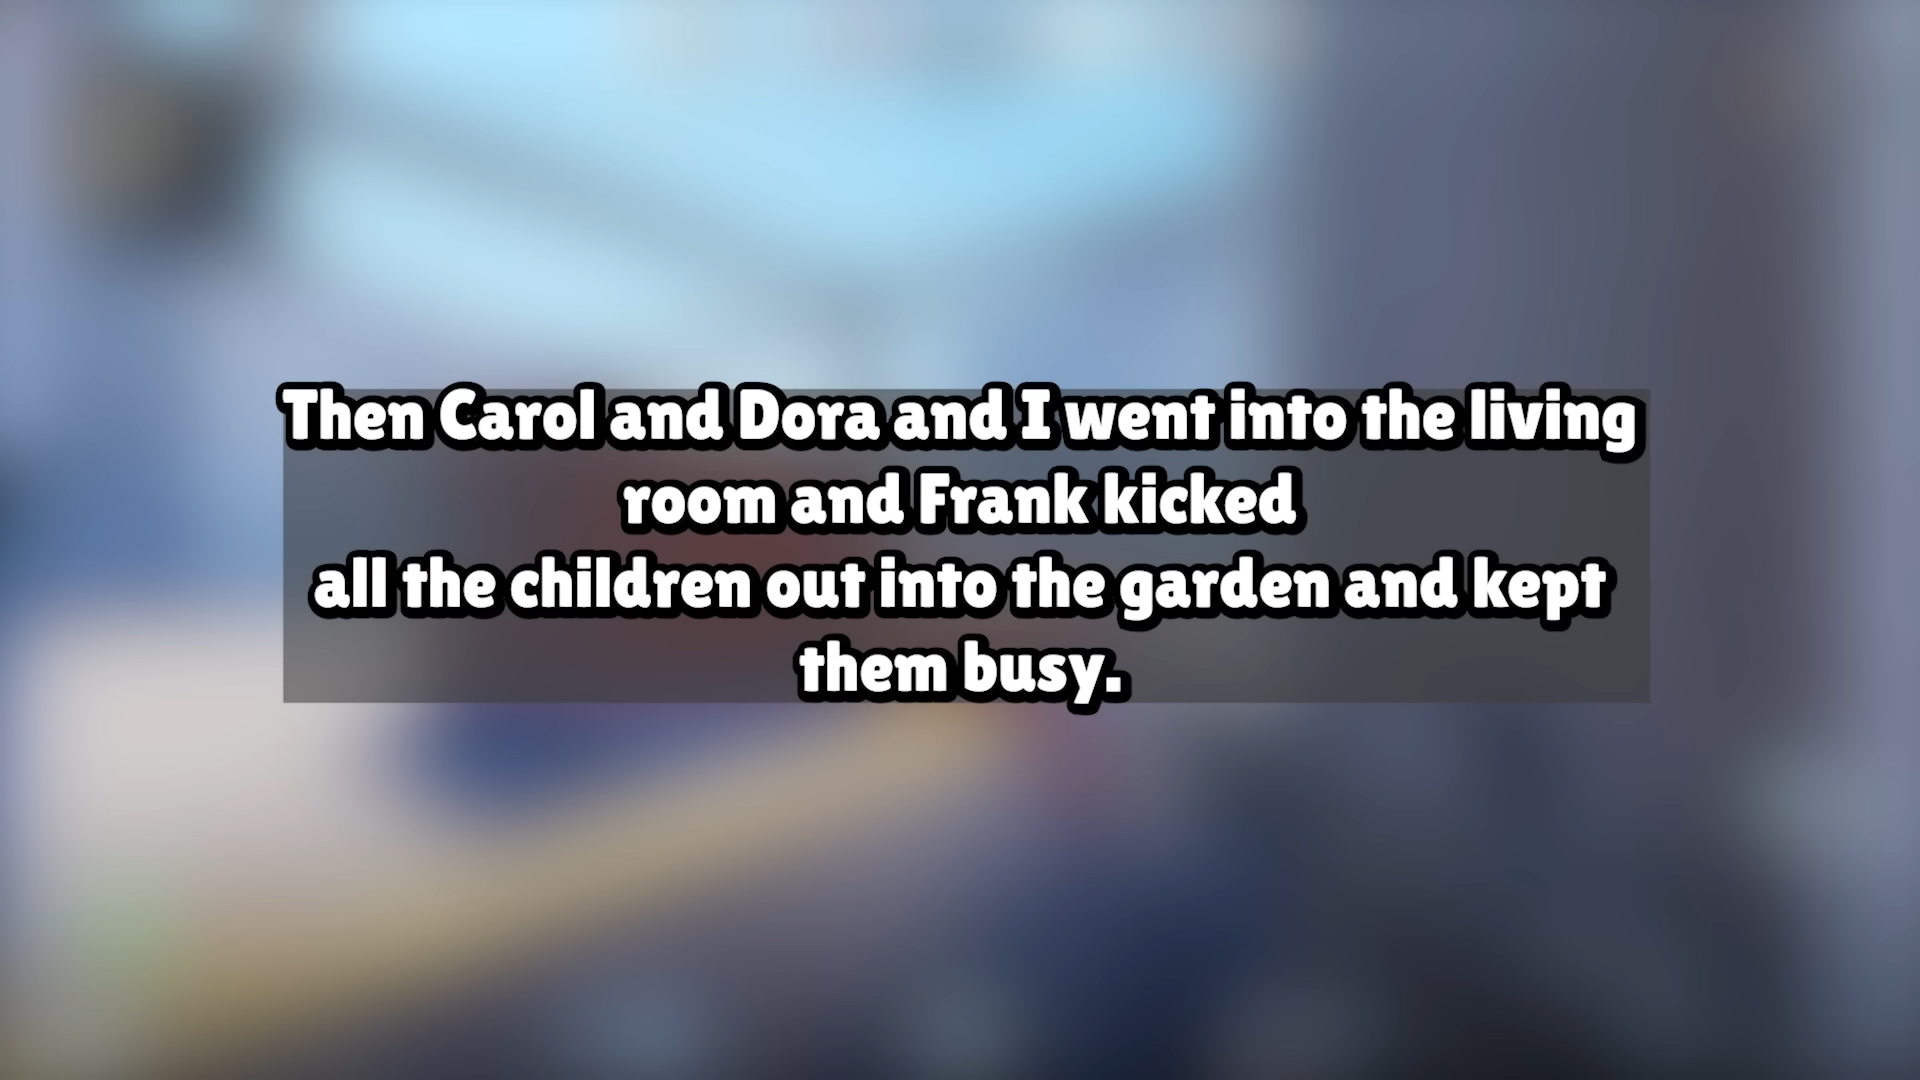 Then Carol and Dora and I went into the living
room and Frank kicked
all the children out into the garden and kept
them busy.